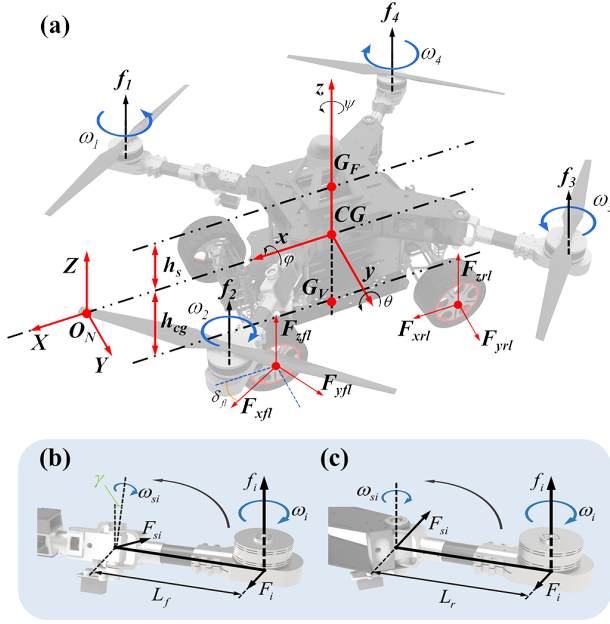 (a)
f4
ω4
f1
ω1
z
ψ
GF
f3
ω3
CG
x
φ
y
θ
GV
Z
hs
hcg
ON
X
Y
f2
ω2
Fzfl
Fxfl
Fyfl
δfl
Fzrl
Fxrl
Fyrl
(b)
γ
ωsi
Fsi
fi
ωi
Lf
Fi
(c)
ωsi
Fsi
fi
ωi
Lr
Fi